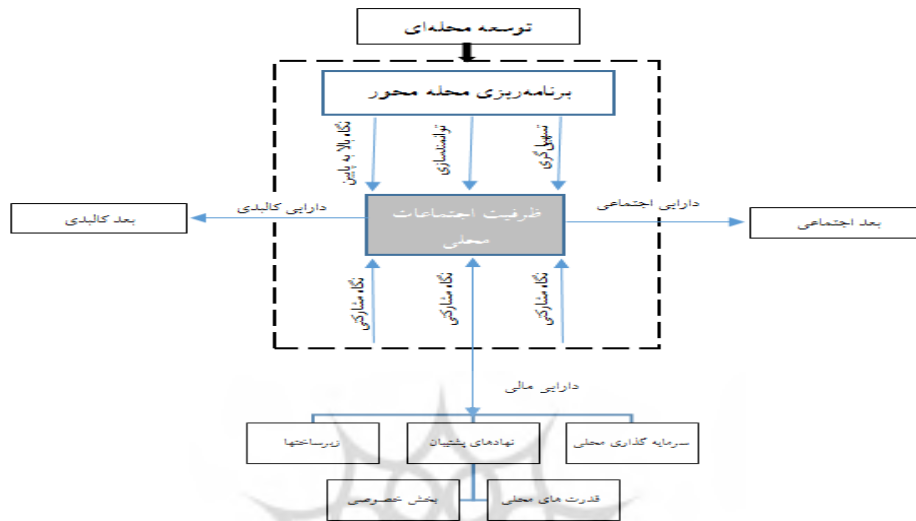 توسعه محله‌ای
برنامه‌ریزی محله محور
نگاه بالا به پایین
توانمندسازی
تسهیل‌گری
بعد کالبدی
دارایی کالبدی
ظرفیت اجتماعات
محلی
دارایی اجتماعی
بعد اجتماعی
نگاه مشارکتی
نگاه مشارکتی
نگاه مشارکتی
دارایی مالی
زیرساختها
نهادهای پشتیبان
سرمایه گذاری محلی
بخش خصوصی
قدرت های محلی